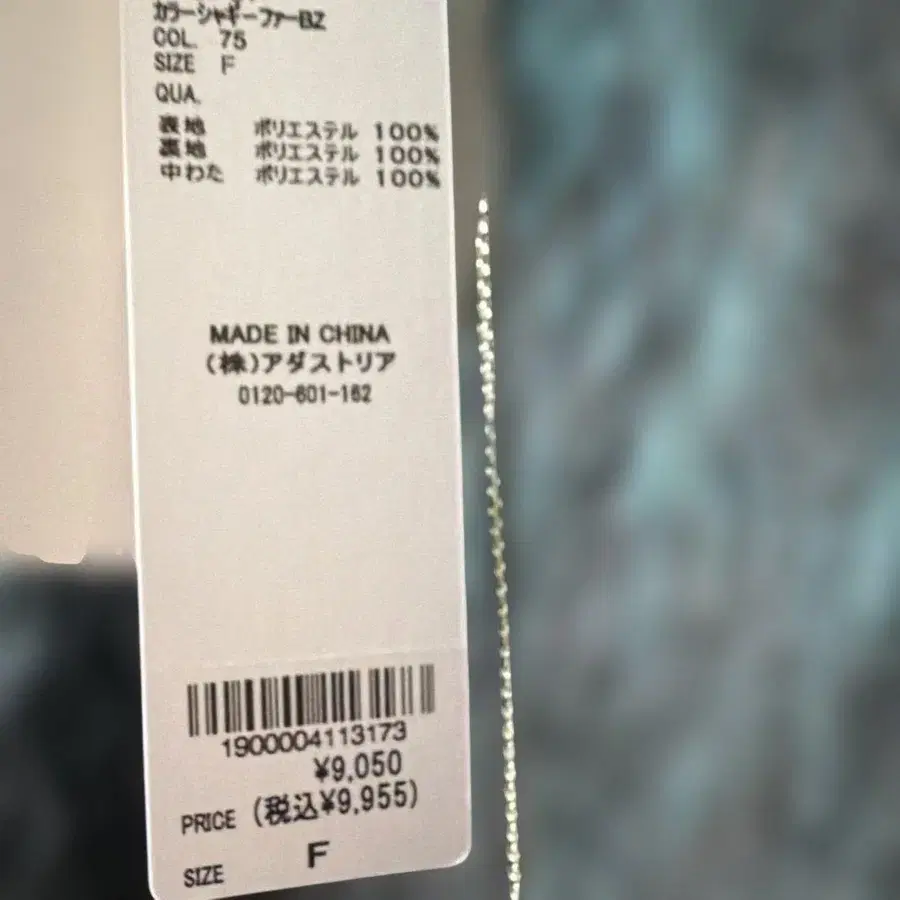 カラーシャギーファーBZ
COL. 75
SIZE F
QUA.
表地 ポリエステル 100%
裏地 ポリエステル 100%
中わた ポリエステル 100%
MADE IN CHINA
(株)アダストリア
0120-601-162
1900004113173
¥9,050
PRICE (税込¥9,955)
SIZE F